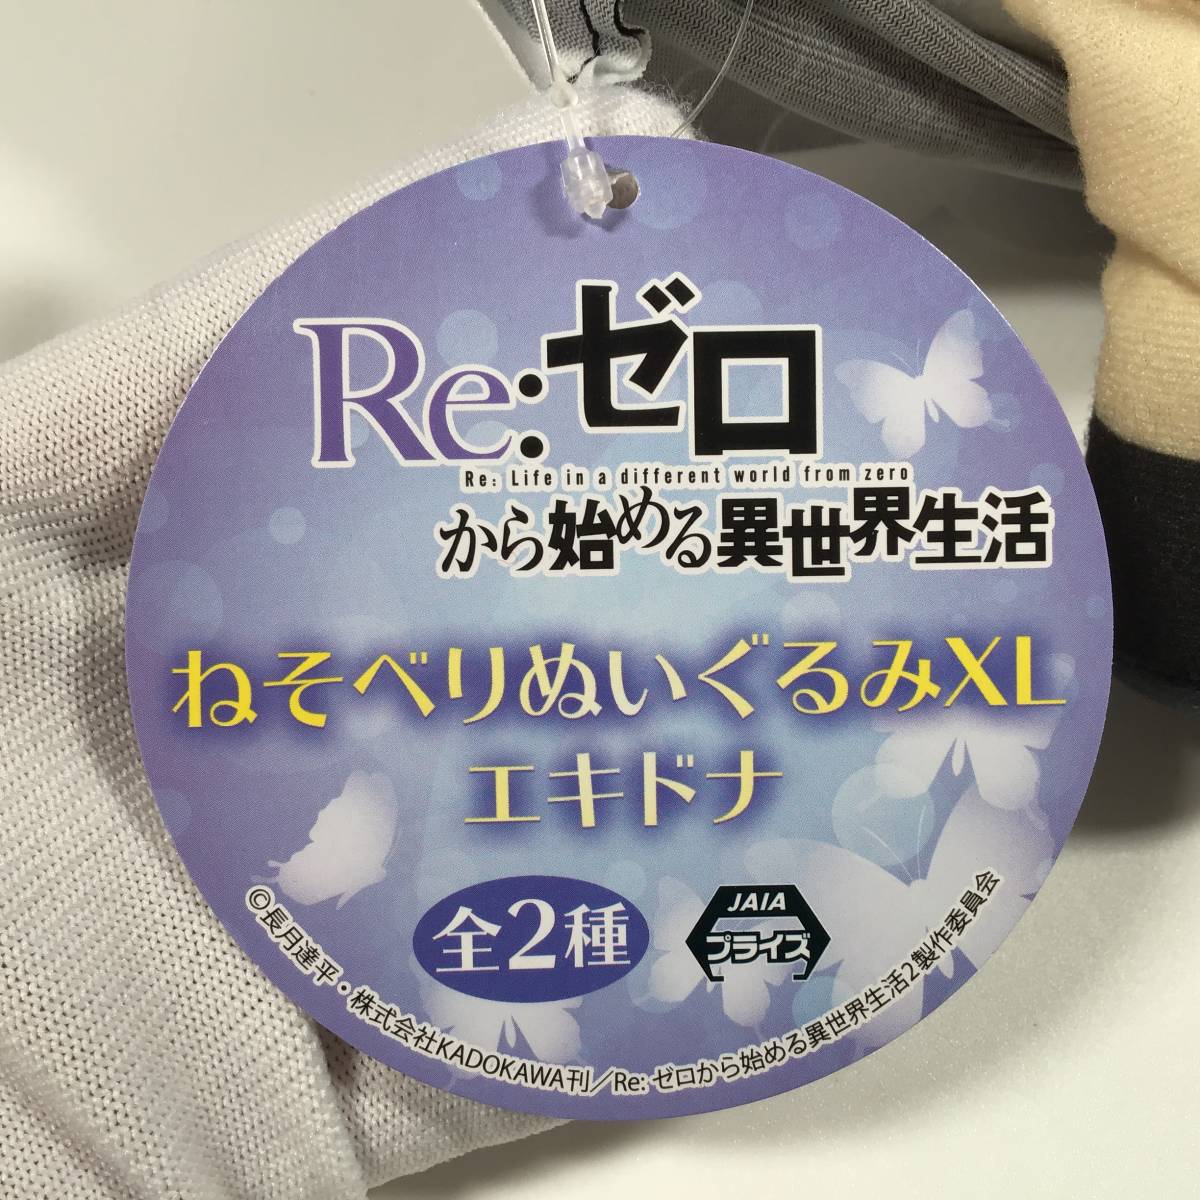 Re:ゼロ
Re: Life in a different world from zero
から始める異世界生活
ねそべりぬいぐるみXL
エキドナ
全2種
JAIA
プライズ
©長月達平・株式会社KADOKAWA刊/Re: ゼロから始める異世界生活2製作委員会